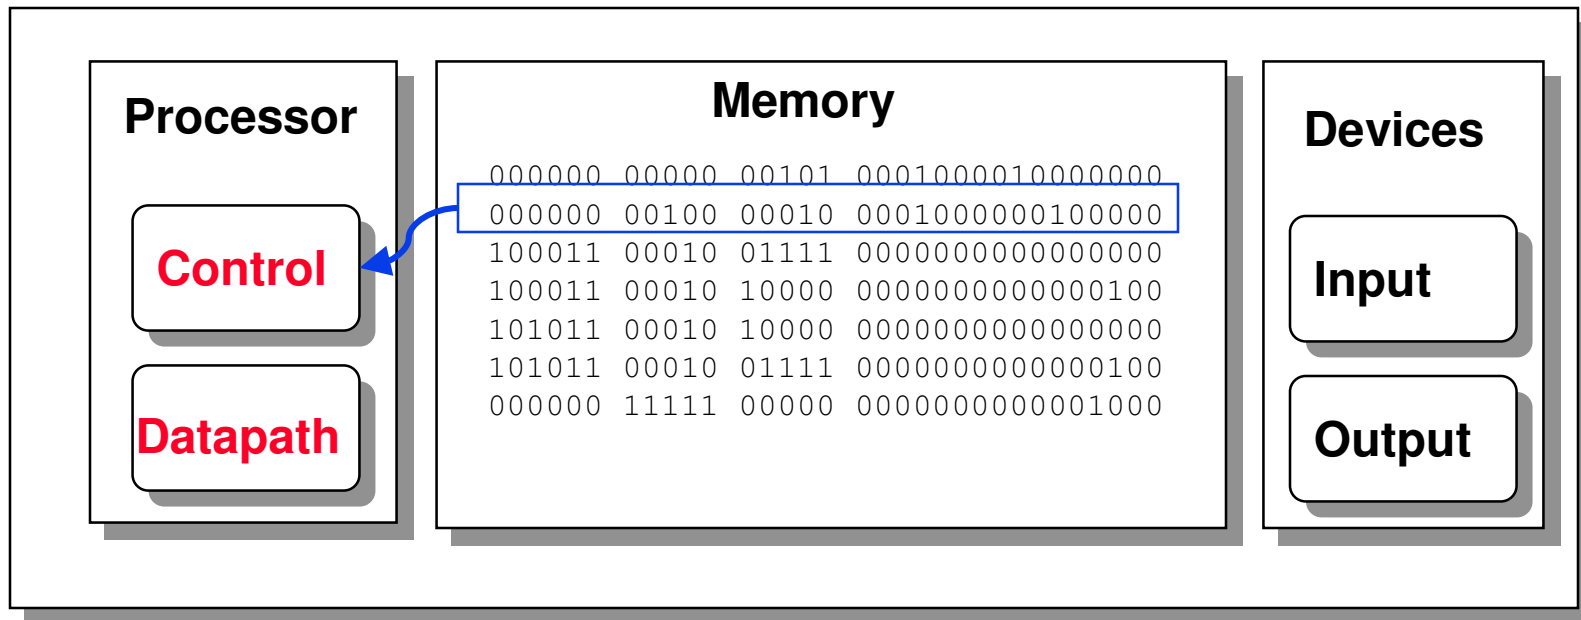 Processor
Control
Datapath
Memory
000000 00000 00101 0001000010000000
000000 00100 00010 0001000000100000
100011 00010 01111 0000000000000000
100011 00010 10000 0000000000000100
101011 00010 10000 0000000000000000
101011 00010 01111 0000000000000100
000000 11111 00000 0000000000001000
Devices
Input
Output